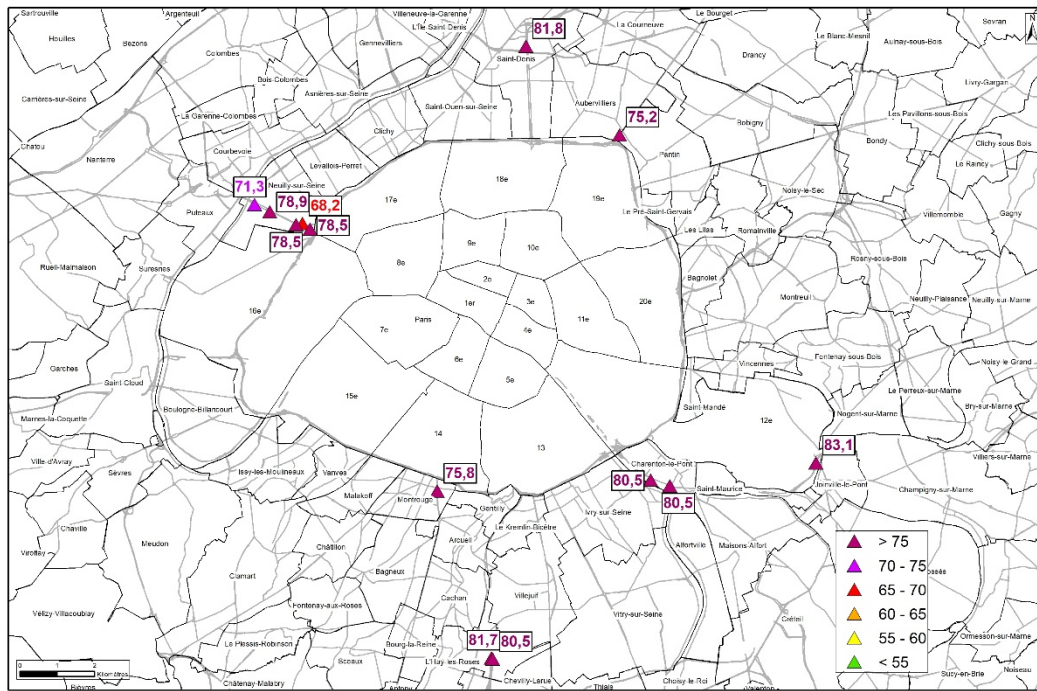 Sartrouville
Argenteuil
Villeneuve-la-Garenne
Le Bourget
Sevran
Houilles
Bezons
L'Île Saint Denis
81,8
La Courneuve
Le Blanc-Mesnil
Aulnay-sous-Bois
N
Colombes
Gennevilliers
Saint-Denis
Drancy
Bois-Colombes
Livry-Gargan
Carrières-sur-Seine
Asnières-sur-Seine
Saint-Ouen-sur-Seine
Aubervilliers
Les Pavillons-sous-Bois
La Garenne-Colombes
75,2
Bobigny
Clichy
Bondy
Clichy-sous Bois
Chatou
Courbevoie
Pantin
Nanterre
Levallois-Perret
Le Raincy
71,3
Neuilly-sur-Seine
18e
Noisy-le-Sec
78,9
68,2
17e
19e
Puteaux
Le Pré-Saint-Gervais
Villemomble
Gagny
78,5
78,5
Les Lilas
Romainville
9e
10e
Rueil-Malmaison
Suresnes
8e
Rosny-sous-Bois
2e
Bagnolet
1er
3e
20e
Montreuil
Neuilly-Plaisance
Neuilly-sur-Marne
16e
Paris
11e
7e
4e
6e
Fontenay-sous Bois
Garches
Vincennes
Noisy-le Grand
5e
Saint-Cloud
15e
Le Perreux-sur-Marne
Boulogne-Billancourt
Saint-Mandé
12e
Bry-sur-Marne
Marnes-la-Coquette
Nogent-sur-Marne
14
13
83,1
Ville-d'Avray
Sèvres
Issy-les-Moulineaux
Vanves
75,8
Charenton-le-Pont
Villiers-sur-Marne
80,5
Saint-Maurice
Joinville-le-Pont
Malakoff
Montrouge
80,5
Champigny-sur-Marne
Gentilly
Ivry-sur-Seine
Chaville
Le Kremlin-Bicêtre
Viroflay
Meudon
Arcueil
Alfortville
Maisons-Alfort
Châtillon
> 75
Clamart
Bagneux
70 - 75
Vélizy-Villacoublay
Cachan
Villejuif
65 - 70
Fontenay-aux-Roses
Vitry-sur-Seine
60 - 65
Créteil
Le Plessis-Robinson
Bourg-la-Reine
81,7
80,5
55 - 60
Ormesson-sur-Marne
Sceaux
L'Haÿ les-Roses
< 55
0 1 2
Kilomètres
Chevilly-Larue
Sucy-en-Brie
Noiseau
Bièvres
Châtenay-Malabry
Antony
Thiais
Choisy-le-Roi
Valenton